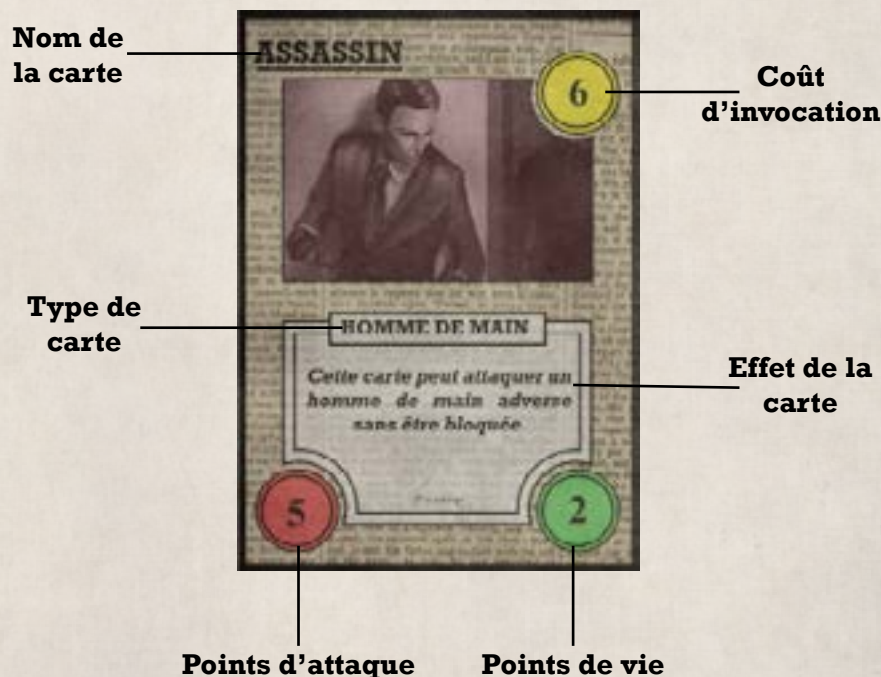 Nom de
la carte
ASSASSIN
6
Coût
d’invocation
Type de
carte
HOMME DE MAIN
Cette carte peut attaquer un
homme de main adverse
sans être bloquée
Effet de la
carte
5
2
Points d’attaque
Points de vie